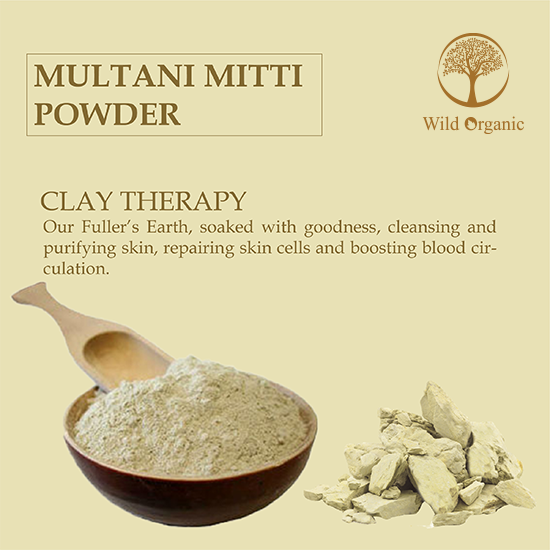 MULTANI MITTI
POWDER
Wild Organic
CLAY THERAPY
Our Fuller's Earth, soaked with goodness, cleansing and
purifying skin, repairing skin cells and boosting blood cir-
culation.